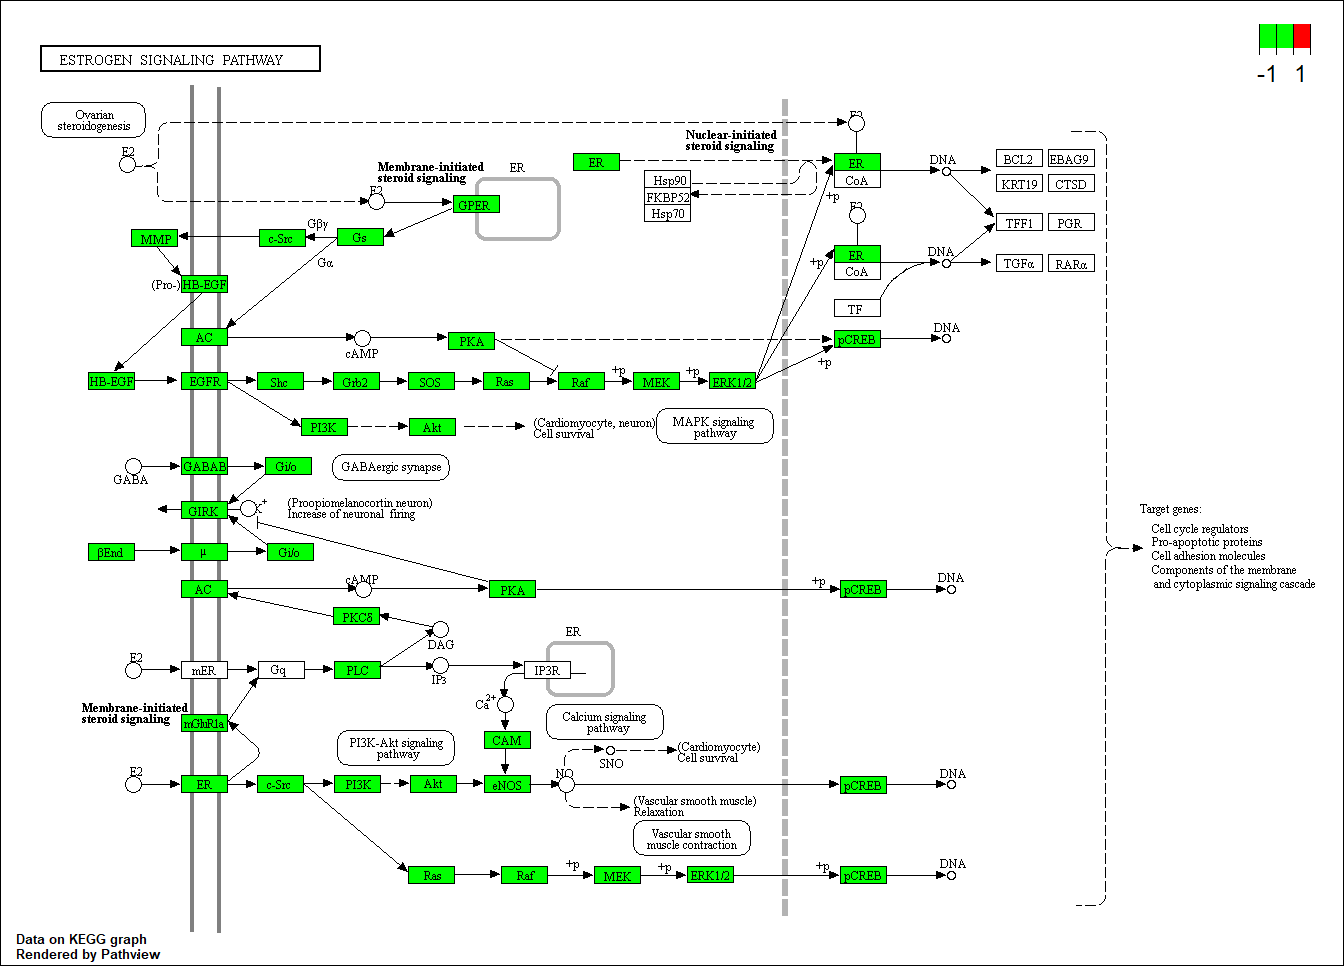 ESTROGEN SIGNALING PATHWAY
-1 1
Ovarian
steroidogenesis
E2
E2
Nuclear-initiated
steroid signaling
Membrane-initiated
steroid signaling
ER
ER
ER
CoA
DNA
BCL2
EBAG9
Hsp90
FKBP52
Hsp70
KRT19
CTSD
E2
GPER
+p
E2
TFF1
PGR
MMP
c-Src
Gβγ
Gs
Gα
ER
CoA
+p
DNA
TGFα
RARα
(Pro-)
HB-EGF
TF
AC
cAMP
PKA
pCREB
DNA
+p
HB-EGF
EGFR
Shc
Grb2
SOS
Ras
Raf
+p
MEK
+p
ERK1/2
PI3K
Akt
(Cardiomyocyte, neuron)
Cell survival
MAPK signaling
pathway
GABA
GABAB
Gi/o
GABAergic synapse
GIRK
K+
(Propiomelanocortin neuron)
Increase of neuronal firing
Target genes:
Cell cycle regulators
Pro-apoptotic proteins
Cell adhesion molecules
Components of the membrane
and cytoplasmic signaling cascade
βEnd
μ
Gi/o
AC
cAMP
PKA
+p
pCREB
DNA
PKCδ
DAG
ER
E2
mER
Gq
PLC
IP3
IP3R
Ca2+
Membrane-initiated
steroid signaling
mGluR1a
CAM
Calcium signaling
pathway
PI3K-Akt signaling
pathway
SNO
(Cardiomyocyte)
Cell survival
E2
ER
c-Src
PI3K
Akt
eNOS
NO
pCREB
DNA
(Vascular smooth muscle)
Relaxation
Vascular smooth
muscle contraction
Ras
Raf
+p
MEK
+p
ERK1/2
+p
pCREB
DNA
Data on KEGG graph
Rendered by Pathview